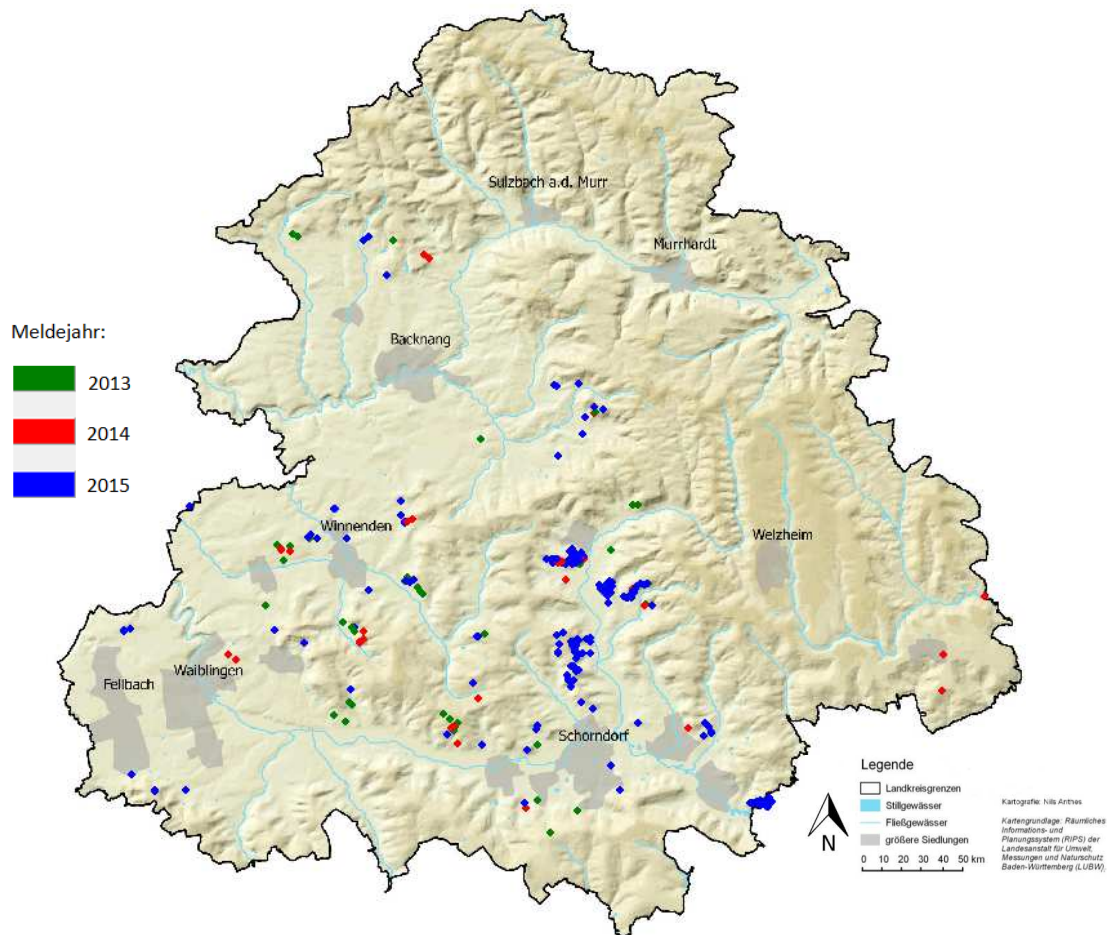 Sulzbach a.d. Murr
Murrhardt
Meldejahr:
Backnang
2013
2014
2015
Winnenden
Welzheim
Waiblingen
Fellbach
Schorndorf
Legende
Landkreisgrenzen
Stillgewässer
Fließgewässer
größere Siedlungen
0 10 20 30 40 50 km
N
Kartografie: Nils Anthes
Kartengrundlage: Räumliches
Informations- und
Planungssystem (RIPS) der
Landesanstalt für Umwelt,
Messungen und Naturschutz
Baden-Württemberg (LUBW),